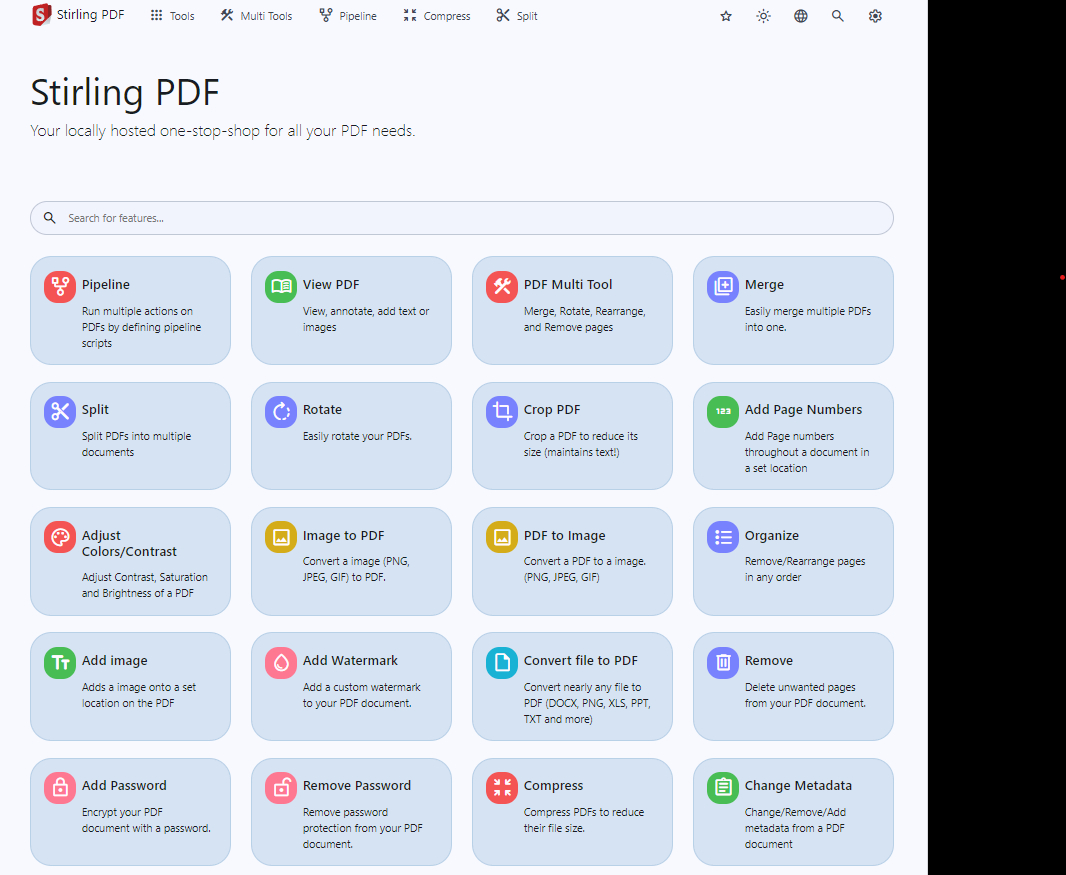 Stirling PDF
Tools
Multi Tools
Pipeline
Compress
Split
Stirling PDF
Your locally hosted one-stop-shop for all your PDF needs.
Search for features...
Pipeline
Run multiple actions on
PDFs by defining pipeline
scripts
View PDF
View, annotate, add text or
images
PDF Multi Tool
Merge, Rotate, Rearrange,
and Remove pages
Merge
Easily merge multiple PDFs
into one.
Split
Split PDFs into multiple
documents
Rotate
Easily rotate your PDFs.
Crop PDF
Crop a PDF to reduce its
size (maintains text!)
123
Add Page Numbers
Add Page numbers
throughout a document in
a set location
Adjust
Colors/Contrast
Adjust Contrast, Saturation
and Brightness of a PDF
Image to PDF
Convert a image (PNG,
JPEG, GIF) to PDF.
PDF to Image
Convert a PDF to a image.
(PNG, JPEG, GIF)
Organize
Remove/Rearrange pages
in any order
Tт
Add image
Adds a image onto a set
location on the PDF
Add Watermark
Add a custom watermark
to your PDF document.
Convert file to PDF
Convert nearly any file to
PDF (DOCX, PNG, XLS, PPT,
TXT and more)
Remove
Delete unwanted pages
from your PDF document.
Add Password
Encrypt your PDF
document with a password.
Remove Password
Remove password
protection from your PDF
document.
Compress
Compress PDFs to reduce
their file size.
Change Metadata
Change/Remove/Add
metadata from a PDF
document